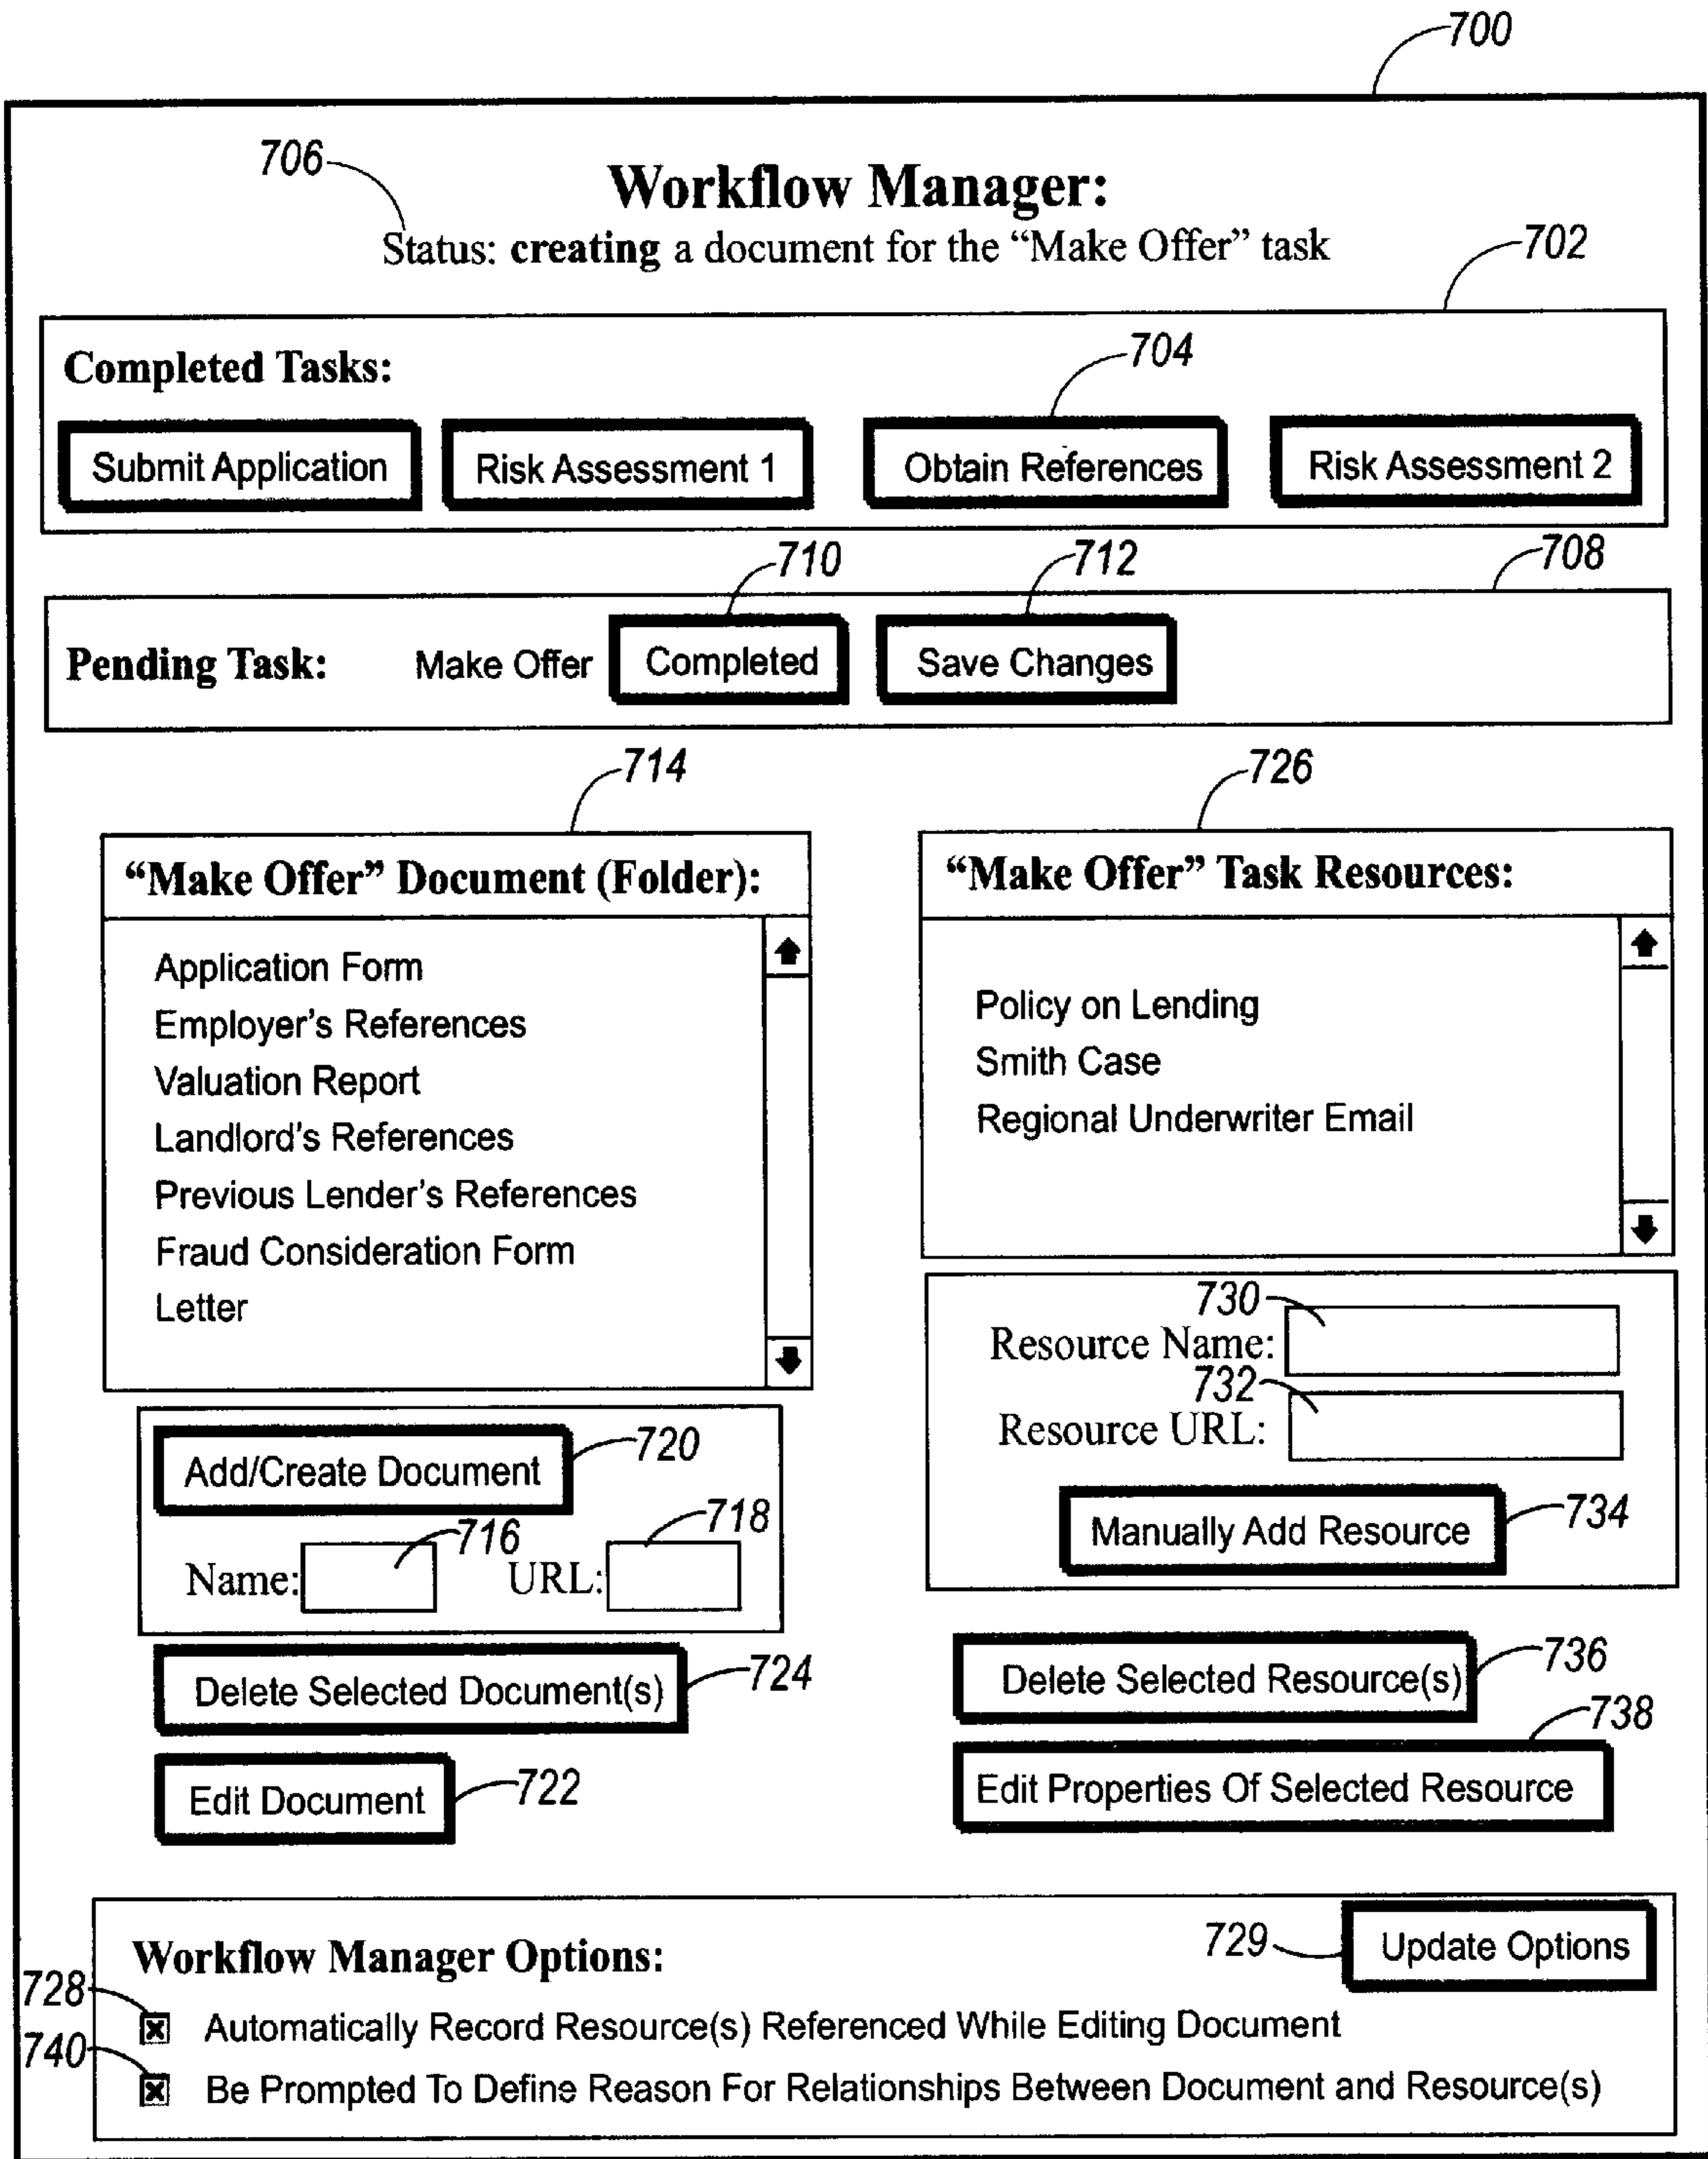 700
706
Workflow Manager:
Status: creating a document for the “Make Offer” task
702
Completed Tasks:
704
Submit Application Risk Assessment 1 Obtain References Risk Assessment 2
710 712 708
Pending Task: Make Offer Completed Save Changes
714
“Make Offer” Document (Folder):
Application Form
Employer's References
Valuation Report
Landlord's References
Previous Lender's References
Fraud Consideration Form
Letter
Add/Create Document 720
716 718
Name: URL:
Delete Selected Document(s) 724
Edit Document 722
726
“Make Offer” Task Resources:
Policy on Lending
Smith Case
Regional Underwriter Email
730
Resource Name:
732
Resource URL:
Manually Add Resource 734
Delete Selected Resource(s) 736
738
Edit Properties Of Selected Resource
Workflow Manager Options: 729 Update Options
728
Automatically Record Resource(s) Referenced While Editing Document
740
Be Prompted To Define Reason For Relationships Between Document and Resource(s)